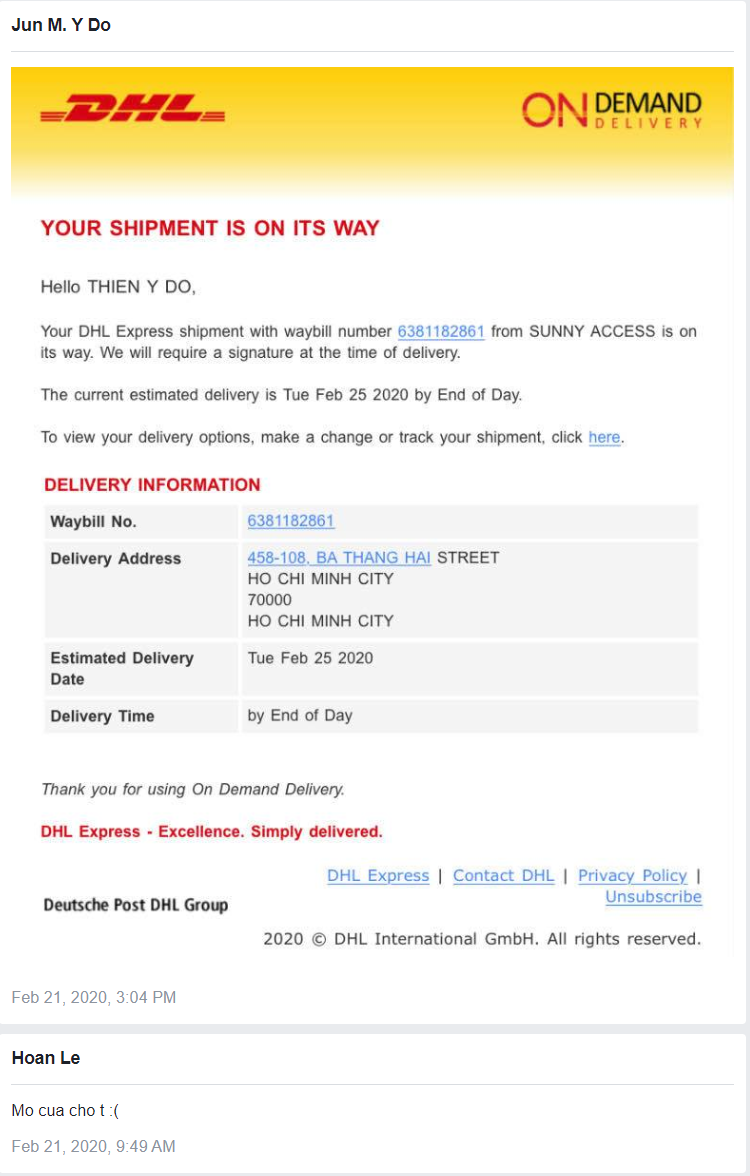 Jun M. Y Do
DHL
ON DEMAND
DELIVERY
YOUR SHIPMENT IS ON ITS WAY
Hello THIEN Y DO,
Your DHL Express shipment with waybill number 6381182861 from SUNNY ACCESS is on
its way. We will require a signature at the time of delivery.
The current estimated delivery is Tue Feb 25 2020 by End of Day.
To view your delivery options, make a change or track your shipment, click here.
DELIVERY INFORMATION
Waybill No. 6381182861
Delivery Address 458-108, BA THANG HAI STREET
HO CHI MINH CITY
70000
HO CHI MINH CITY
Estimated Delivery Tue Feb 25 2020
Date
Delivery Time by End of Day
Thank you for using On Demand Delivery.
DHL Express - Excellence. Simply delivered.
DHL Express | Contact DHL | Privacy Policy |
Unsubscribe
Deutsche Post DHL Group
2020 © DHL International GmbH. All rights reserved.
Feb 21, 2020, 3:04 PM
Hoan Le
Mo cua cho t :(
Feb 21, 2020, 9:49 AM